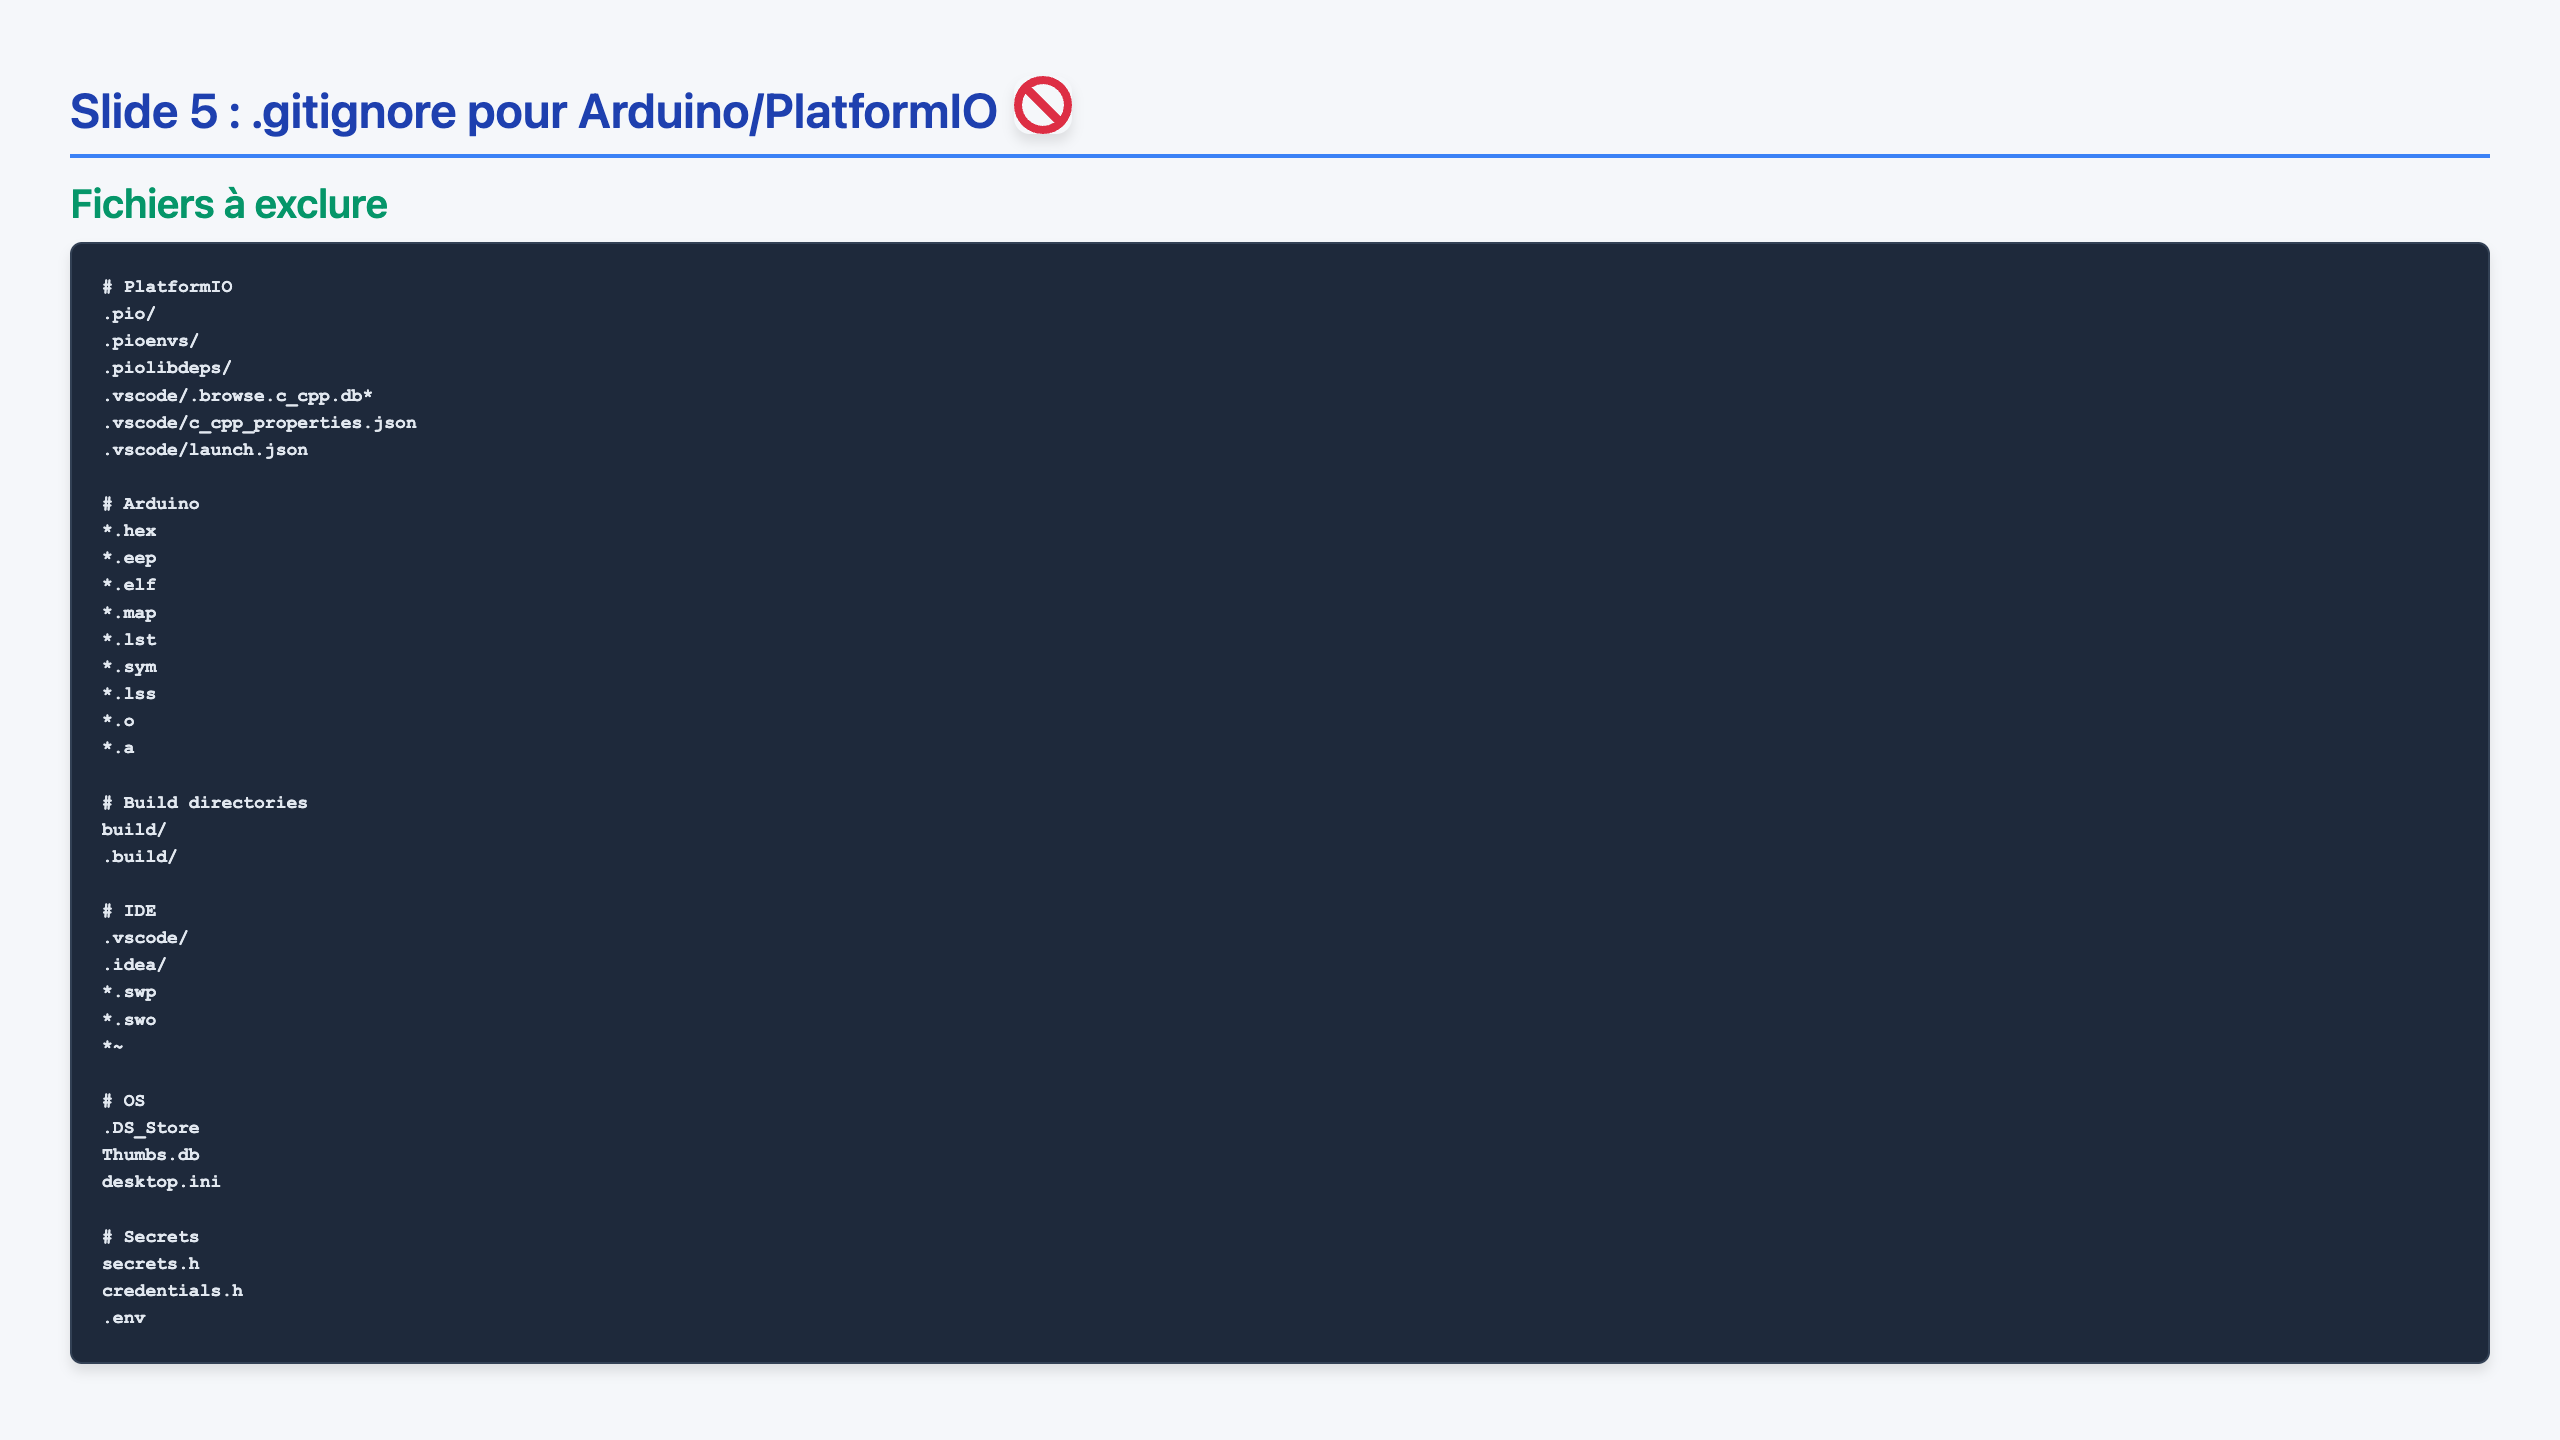 Slide 5 : .gitignore pour Arduino/PlatformIO 🚫
Fichiers à exclure
# PlatformIO
.pio/
.pioenvs/
.piolibdeps/
.vscode/.browse.c_cpp.db*
.vscode/c_cpp_properties.json
.vscode/launch.json
# Arduino
*.hex
*.eep
*.elf
*.map
*.lst
*.sym
*.lss
*.o
*.a
# Build directories
build/
.build/
# IDE
.vscode/
.idea/
*.swp
*.swo
*~
# OS
.DS_Store
Thumbs.db
desktop.ini
# Secrets
secrets.h
credentials.h
.env